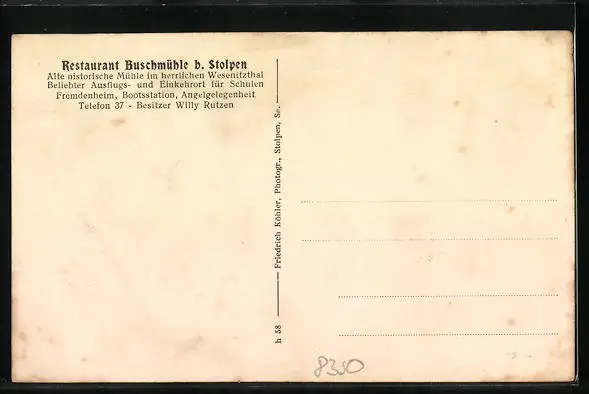 Restaurant Buschmühle b. Stolpen
Alte historische Mühle im herrlichen Wesenitzthal
Beliebter Ausflugs- und Einkehrort für Schulen
Fremdenheim, Bootsstation, Angelgelegenheit
Telefon 37 - Besitzer Willy Rutzen
h 58 Friedrich Köhler, Photogr., Stolpen, Sa.
8350